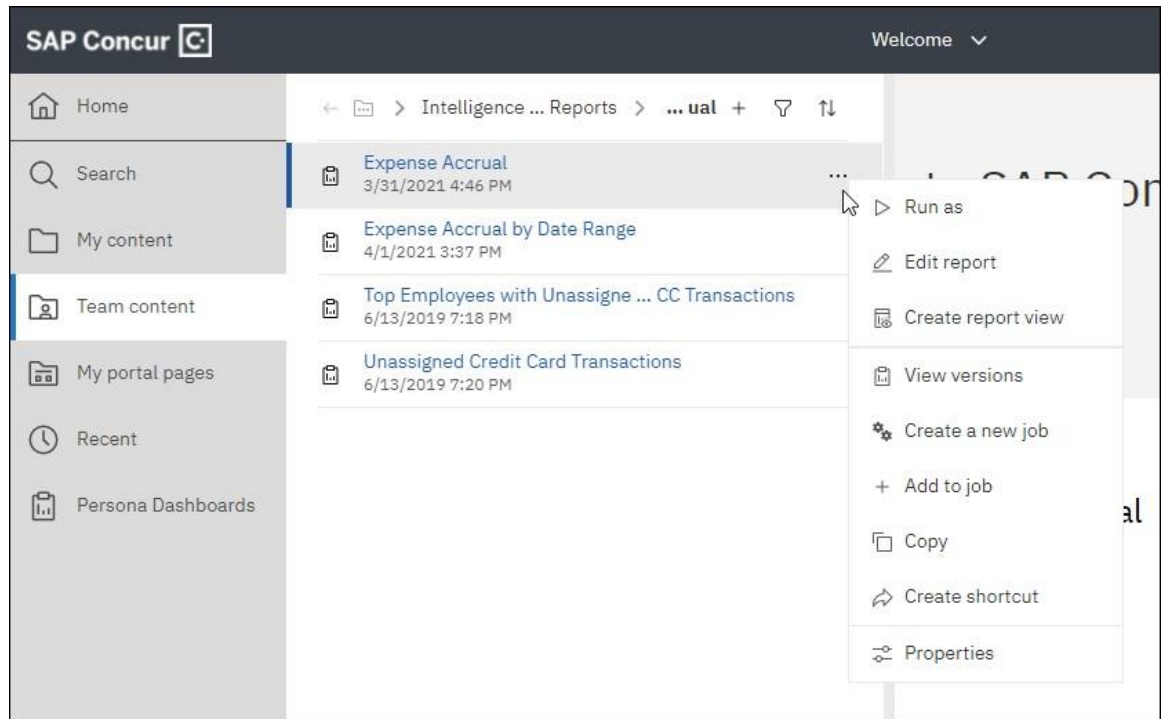 SAP Concur C
Welcome
Home
Search
My content
Team content
My portal pages
Recent
Persona Dashboards
Intelligence ... Reports > ... ual +
Expense Accrual
3/31/2021 4:46 PM
...
Expense Accrual by Date Range
4/1/2021 3:37 PM
Top Employees with Unassigne ... CC Transactions
6/13/2019 7:18 PM
Unassigned Credit Card Transactions
6/13/2019 7:20 PM
Run as
Edit report
Create report view
View versions
Create a new job
Add to job
Copy
Create shortcut
Properties
SAP Con
al